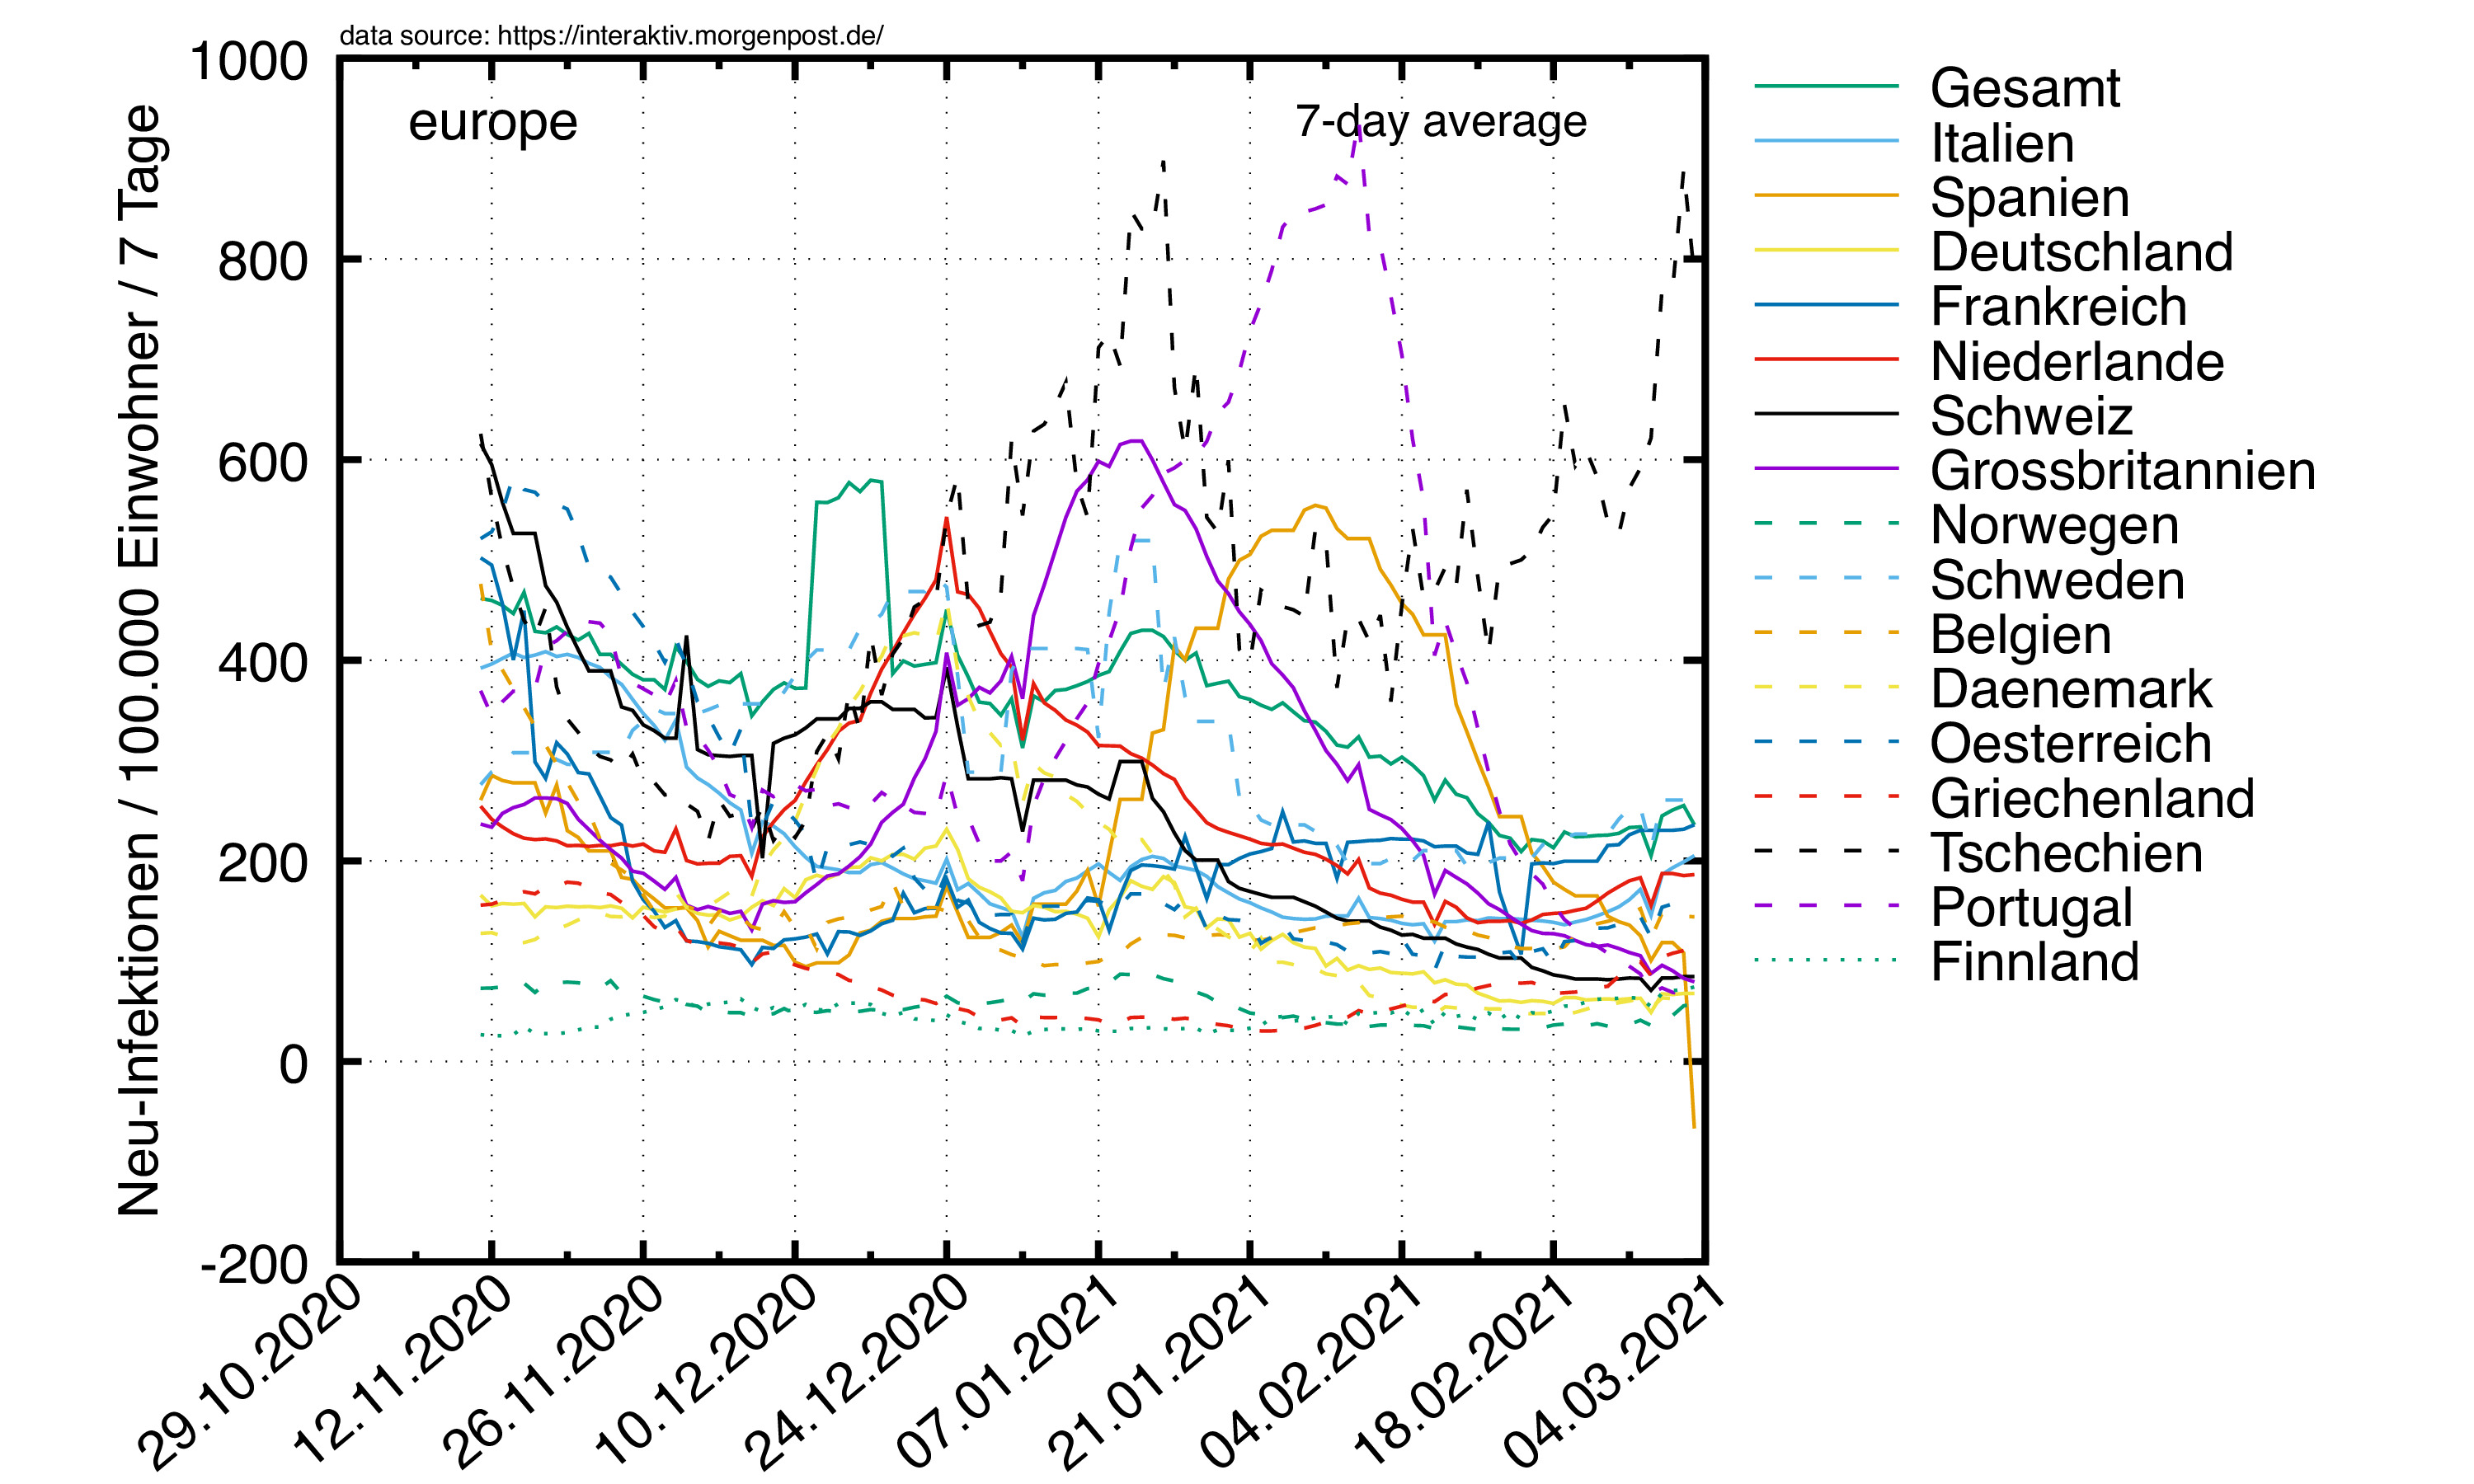 data source: https://interaktiv.morgenpost.de/
europe
7-day average
Neu-Infektionen / 100.000 Einwohner / 7 Tage
1000
800
600
400
200
0
-200
29.10.2020
12.11.2020
26.11.2020
10.12.2020
24.12.2020
07.01.2021
21.01.2021
04.02.2021
18.02.2021
04.03.2021
Gesamt
Italien
Spanien
Deutschland
Frankreich
Niederlande
Schweiz
Grossbritannien
Norwegen
Schweden
Belgien
Daenemark
Oesterreich
Griechenland
Tschechien
Portugal
Finnland